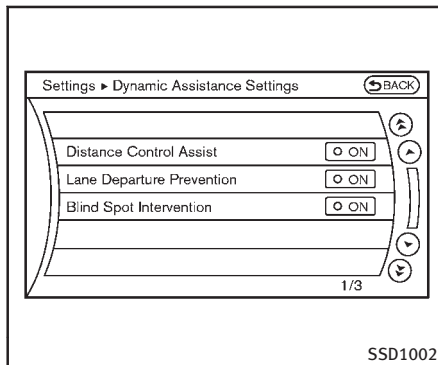 Settings ▸ Dynamic Assistance Settings BACK
Distance Control Assist ON
Lane Departure Prevention ON
Blind Spot Intervention ON
1/3
SSD1002